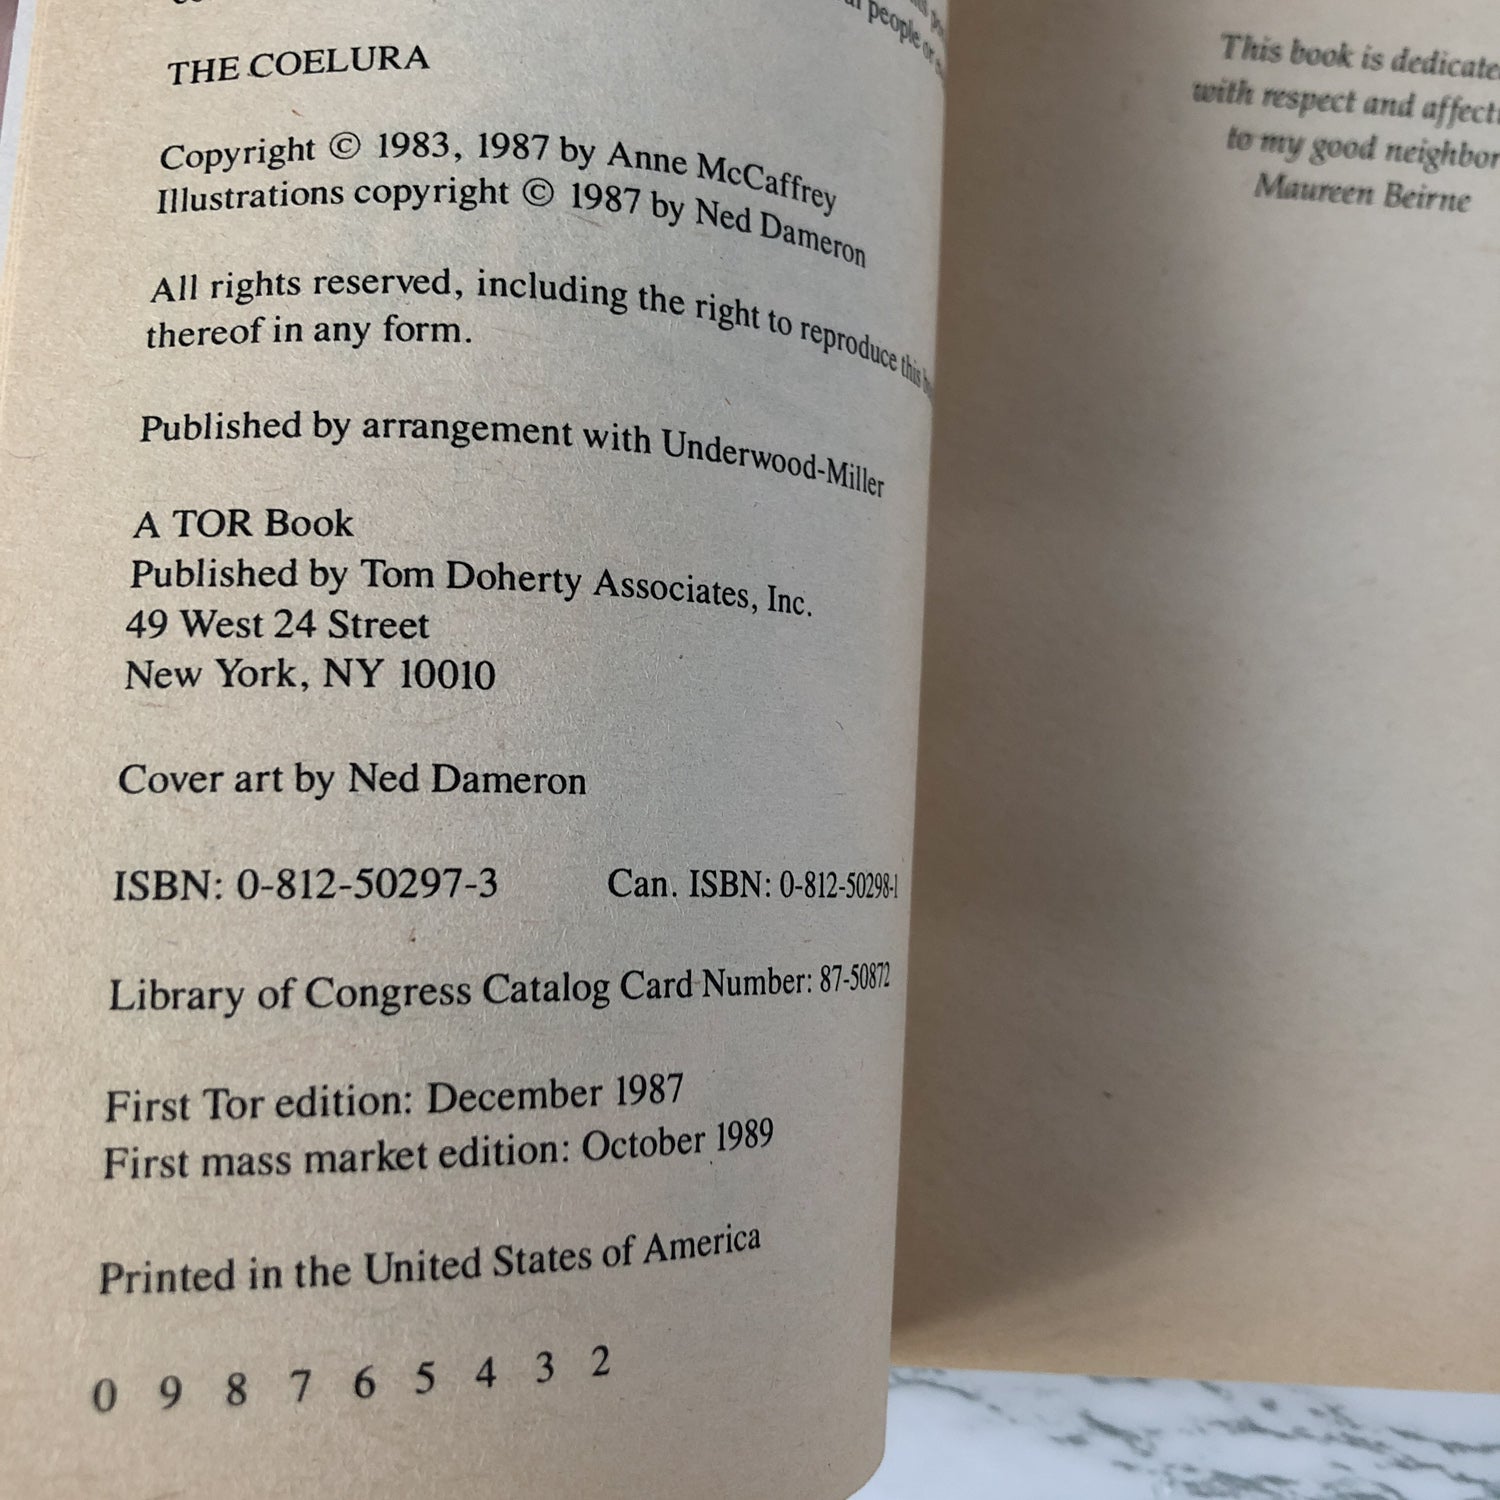 people or
THE COELURA
Copyright © 1983, 1987 by Anne McCaffrey
Illustrations copyright © 1987 by Ned Dameron
All rights reserved, including the right to reproduce this
thereof in any form.
Published by arrangement with Underwood-Miller
A TOR Book
Published by Tom Doherty Associates, Inc.
49 West 24 Street
New York, NY 10010
Cover art by Ned Dameron
ISBN: 0-812-50297-3 Can. ISBN: 0-812-50298-1
Library of Congress Catalog Card Number: 87-50872
First Tor edition: December 1987
First mass market edition: October 1989
Printed in the United States of America
0 9 8 7 6 5 4 3 2
This book is dedicate
with respect and affecti
to my good neighbor
Maureen Beirne